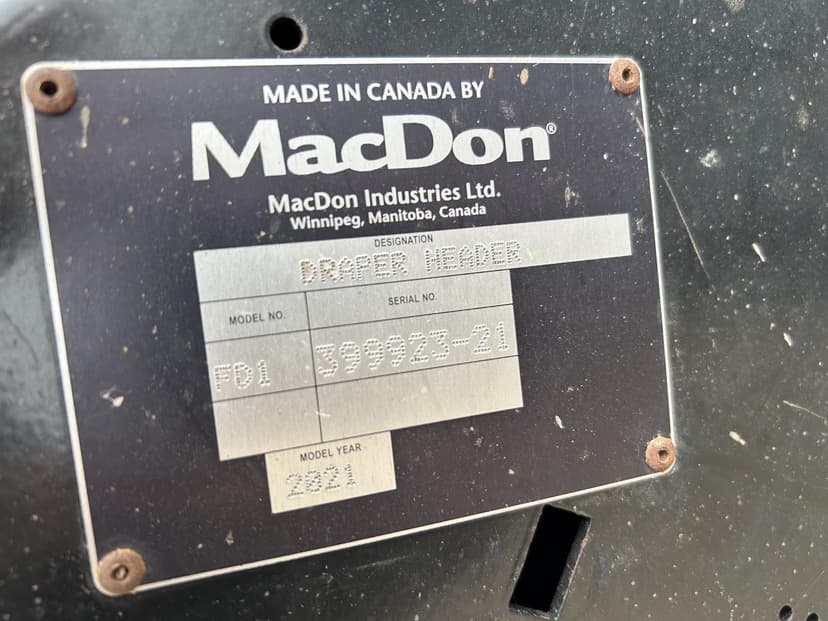 MADE IN CANADA BY
MacDon®
MacDon Industries Ltd.
Winnipeg, Manitoba, Canada
DESIGNATION
DRAPER HEADER
MODEL NO. SERIAL NO.
FD1 399923-21
MODEL YEAR
2021